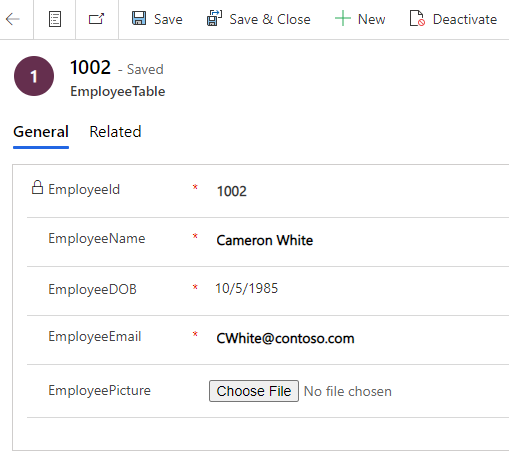 Save Save & Close New Deactivate
1 1002 - Saved
EmployeeTable
General Related
EmployeeId * 1002
EmployeeName * Cameron White
EmployeeDOB * 10/5/1985
EmployeeEmail * CWhite@contoso.com
EmployeePicture Choose File No file chosen